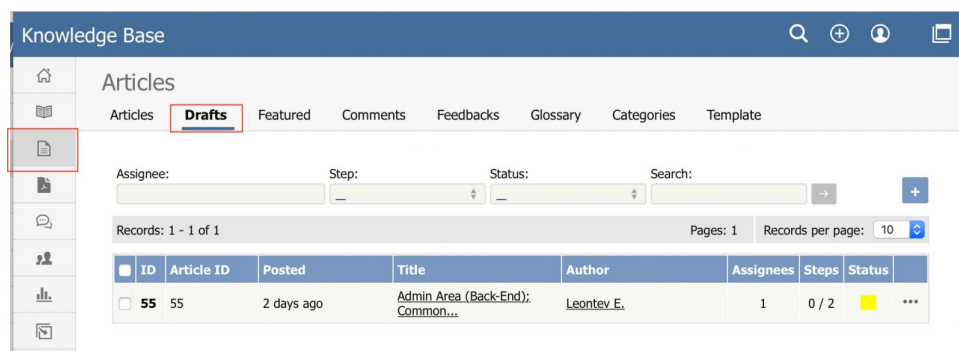 Knowledge Base
Articles
Articles Drafts Featured Comments Feedbacks Glossary Categories Template
Assignee: Step: Status: Search:
__ __
Records: 1 - 1 of 1 Pages: 1 Records per page: 10
ID Article ID Posted Title Author Assignees Steps Status
55 55 2 days ago Admin Area (Back-End); Leontev E. 1 0 / 2
Common...